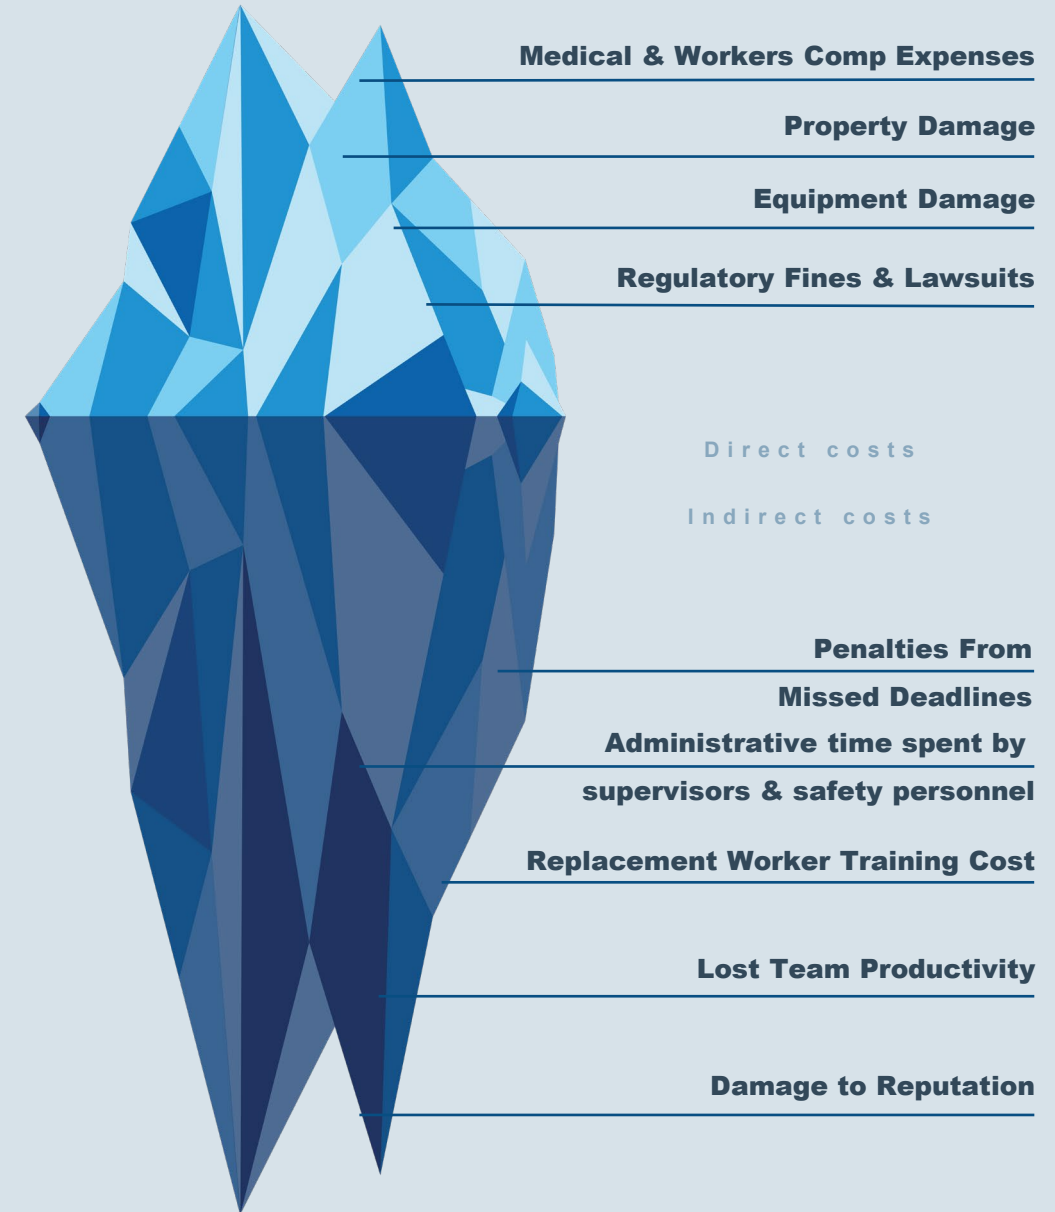 Medical & Workers Comp Expenses
Property Damage
Equipment Damage
Regulatory Fines & Lawsuits
Direct costs
Indirect costs
Penalties From
Missed Deadlines
Administrative time spent by
supervisors & safety personnel
Replacement Worker Training Cost
Lost Team Productivity
Damage to Reputation